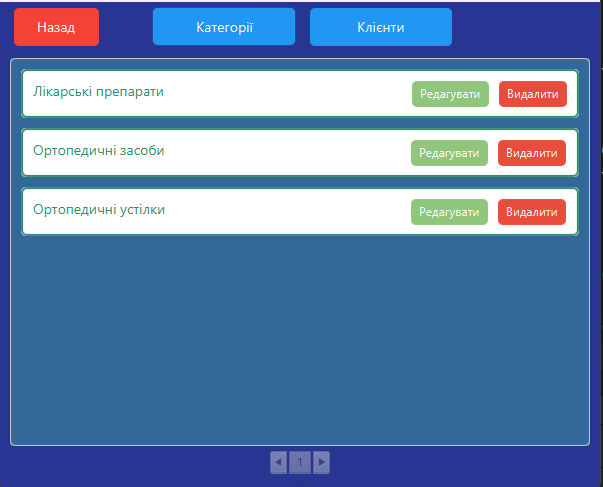 Назад Категорії Клієнти
Лікарські препарати Редагувати Видалити
Ортопедичні засоби Редагувати Видалити
Ортопедичні устілки Редагувати Видалити
1